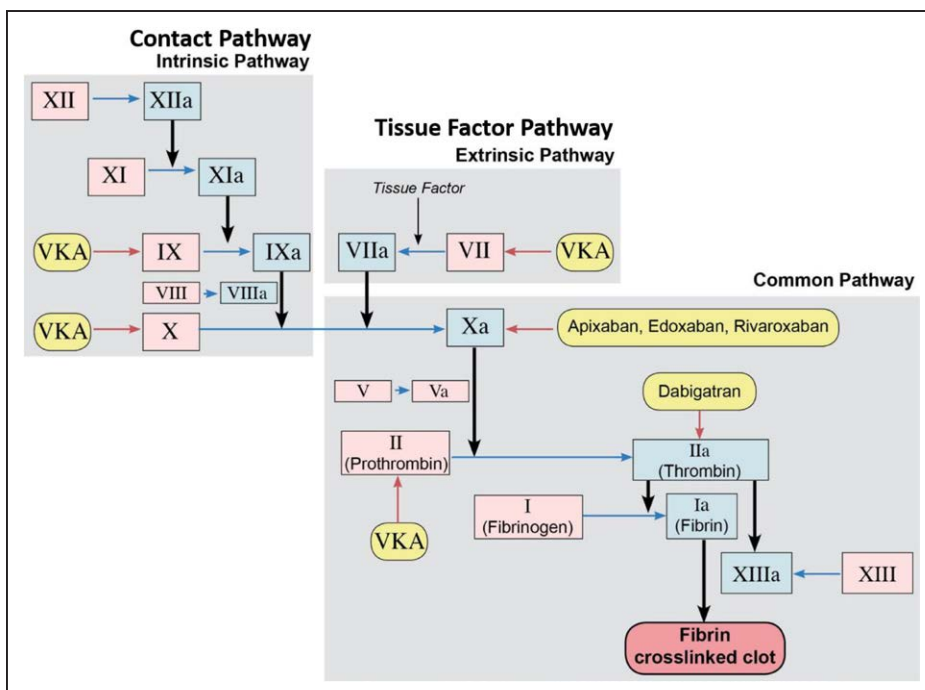 Contact Pathway
Intrinsic Pathway
XII
XIIa
Tissue Factor Pathway
Extrinsic Pathway
XI
XIa
Tissue Factor
VKA
IX
IXa
VIIa
VII
VKA
VIII
VIIIa
Common Pathway
VKA
X
Xa
Apixaban, Edoxaban, Rivaroxaban
V
Va
Dabigatran
II
(Prothrombin)
IIa
(Thrombin)
I
(Fibrinogen)
Ia
(Fibrin)
VKA
XIIIa
XIII
Fibrin
crosslinked clot